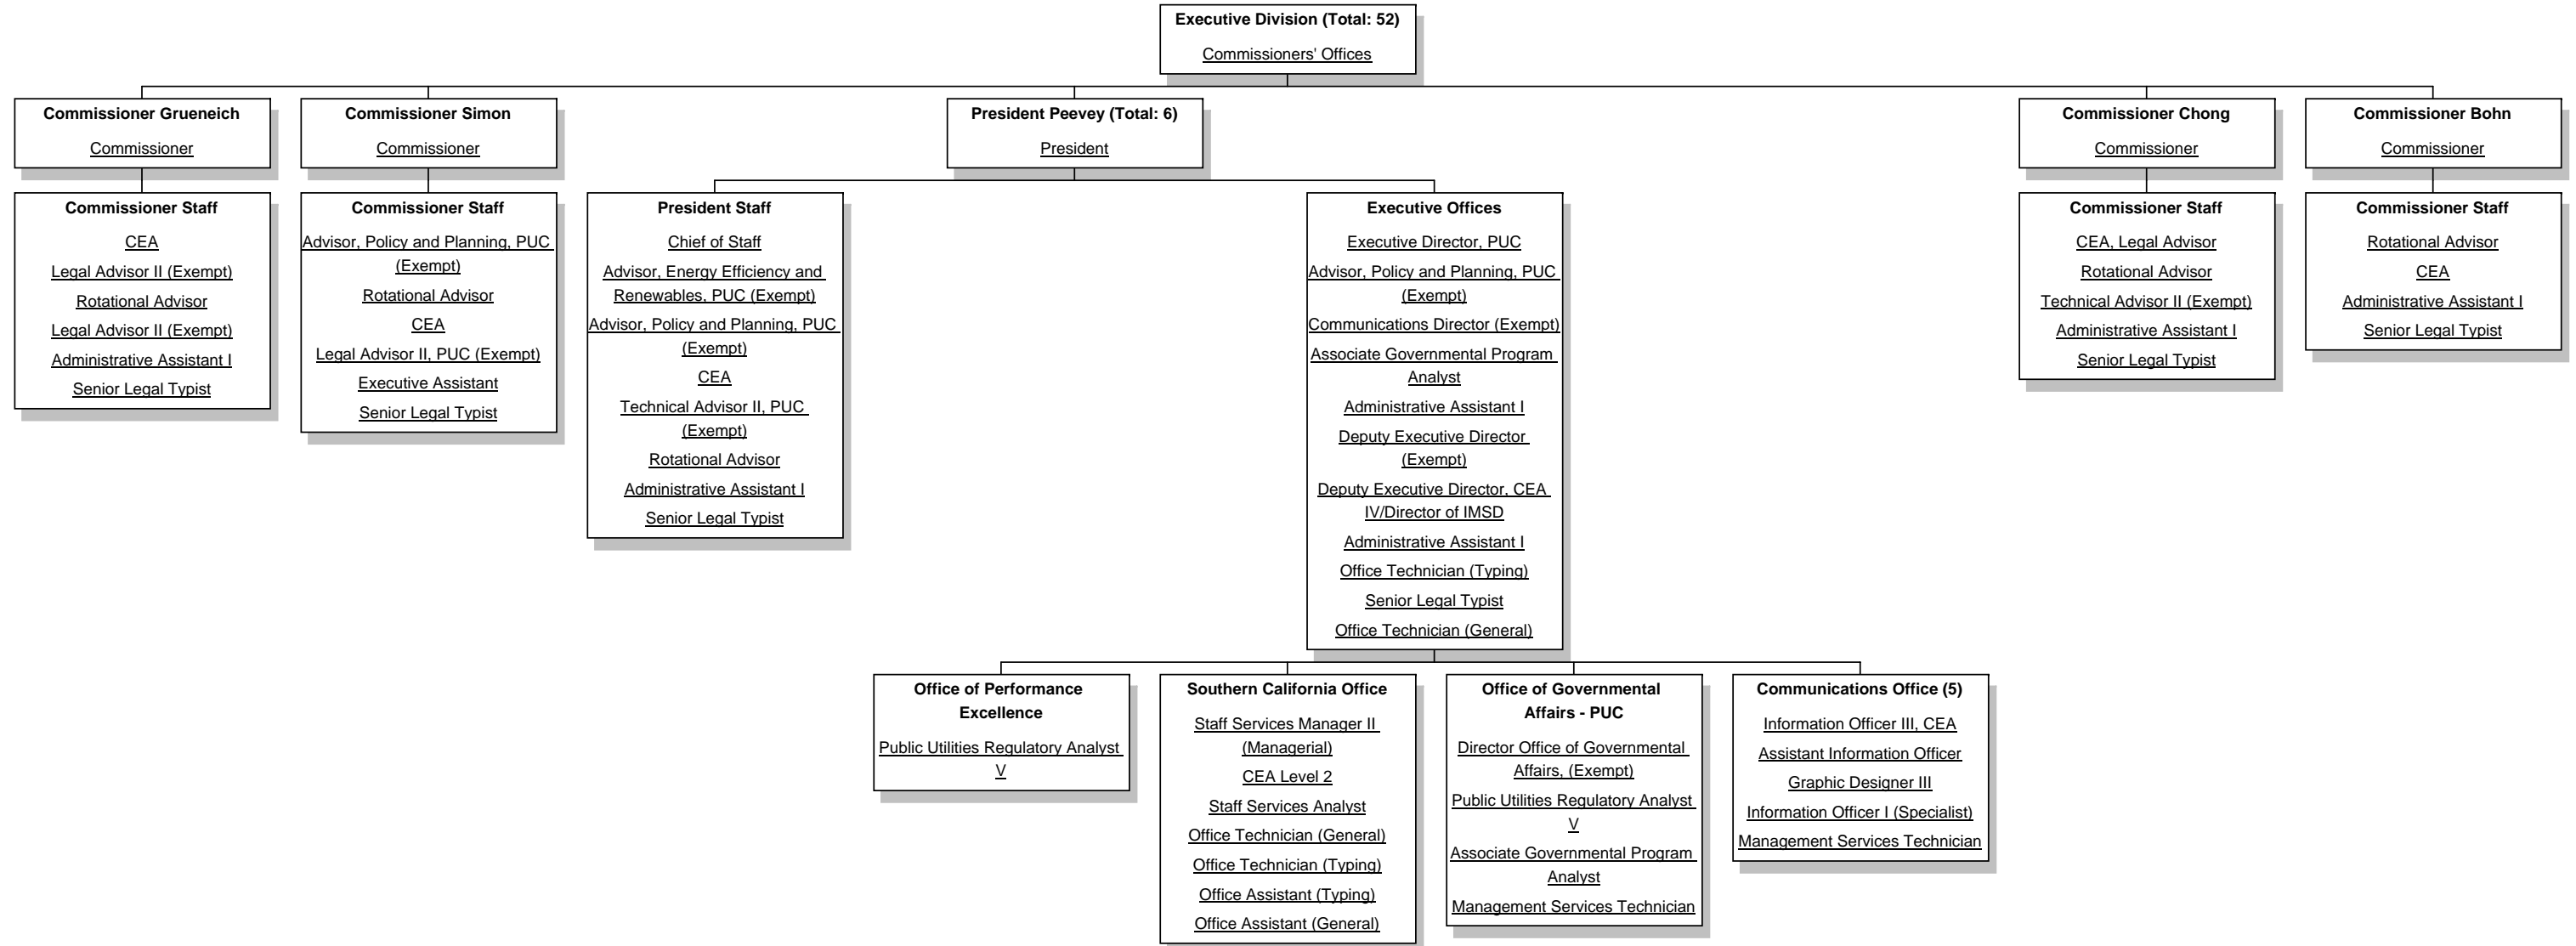 Executive Division (Total: 52)
Commissioners' Offices
Commissioner Grueneich
Commissioner
Commissioner Simon
Commissioner
President Peevey (Total: 6)
President
Commissioner Chong
Commissioner
Commissioner Bohn
Commissioner
Commissioner Staff
CEA
Legal Advisor II (Exempt)
Rotational Advisor
Legal Advisor II (Exempt)
Administrative Assistant I
Senior Legal Typist
Commissioner Staff
Advisor, Policy and Planning, PUC
(Exempt)
Rotational Advisor
CEA
Legal Advisor II, PUC (Exempt)
Executive Assistant
Senior Legal Typist
President Staff
Chief of Staff
Advisor, Energy Efficiency and
Renewables, PUC (Exempt)
Advisor, Policy and Planning, PUC
(Exempt)
CEA
Technical Advisor II, PUC
(Exempt)
Rotational Advisor
Administrative Assistant I
Senior Legal Typist
Executive Offices
Executive Director, PUC
Advisor, Policy and Planning, PUC
(Exempt)
Communications Director (Exempt)
Associate Governmental Program
Analyst
Administrative Assistant I
Deputy Executive Director
(Exempt)
Deputy Executive Director, CEA
IV/Director of IMSD
Administrative Assistant I
Office Technician (Typing)
Senior Legal Typist
Office Technician (General)
Commissioner Staff
CEA, Legal Advisor
Rotational Advisor
Technical Advisor II (Exempt)
Administrative Assistant I
Senior Legal Typist
Commissioner Staff
Rotational Advisor
CEA
Administrative Assistant I
Senior Legal Typist
Office of Performance
Excellence
Public Utilities Regulatory Analyst
V
Southern California Office
Staff Services Manager II
(Managerial)
CEA Level 2
Staff Services Analyst
Office Technician (General)
Office Technician (Typing)
Office Assistant (Typing)
Office Assistant (General)
Office of Governmental
Affairs - PUC
Director Office of Governmental
Affairs, (Exempt)
Public Utilities Regulatory Analyst
V
Associate Governmental Program
Analyst
Management Services Technician
Communications Office (5)
Information Officer III, CEA
Assistant Information Officer
Graphic Designer III
Information Officer I (Specialist)
Management Services Technician